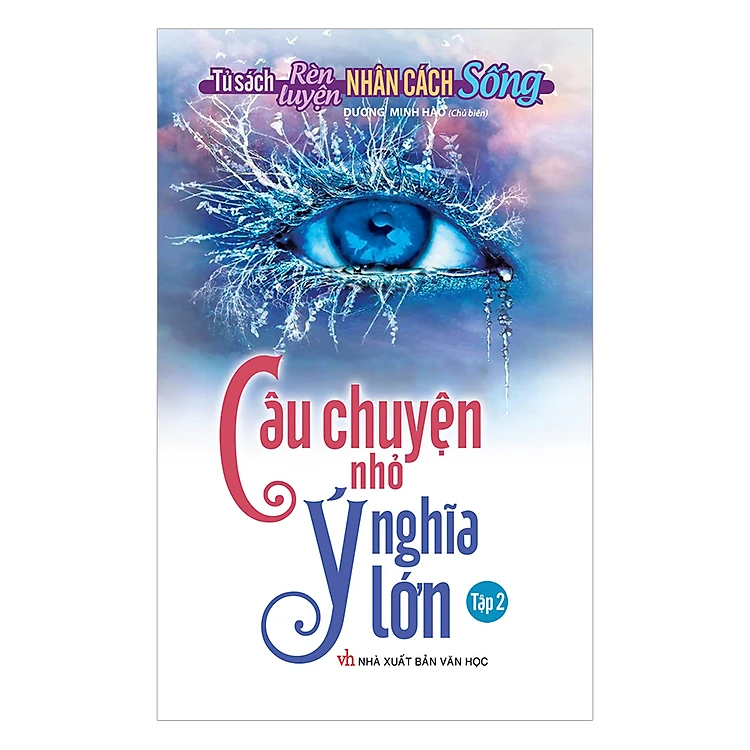 Tủ sách Rèn luyện NHÂN CÁCH Sống
DƯƠNG MINH HÀO (Chủ biên)
Câu chuyện
nhỏ
Ý nghĩa
lớn
Tập 2
vh NHÀ XUẤT BẢN VĂN HỌC